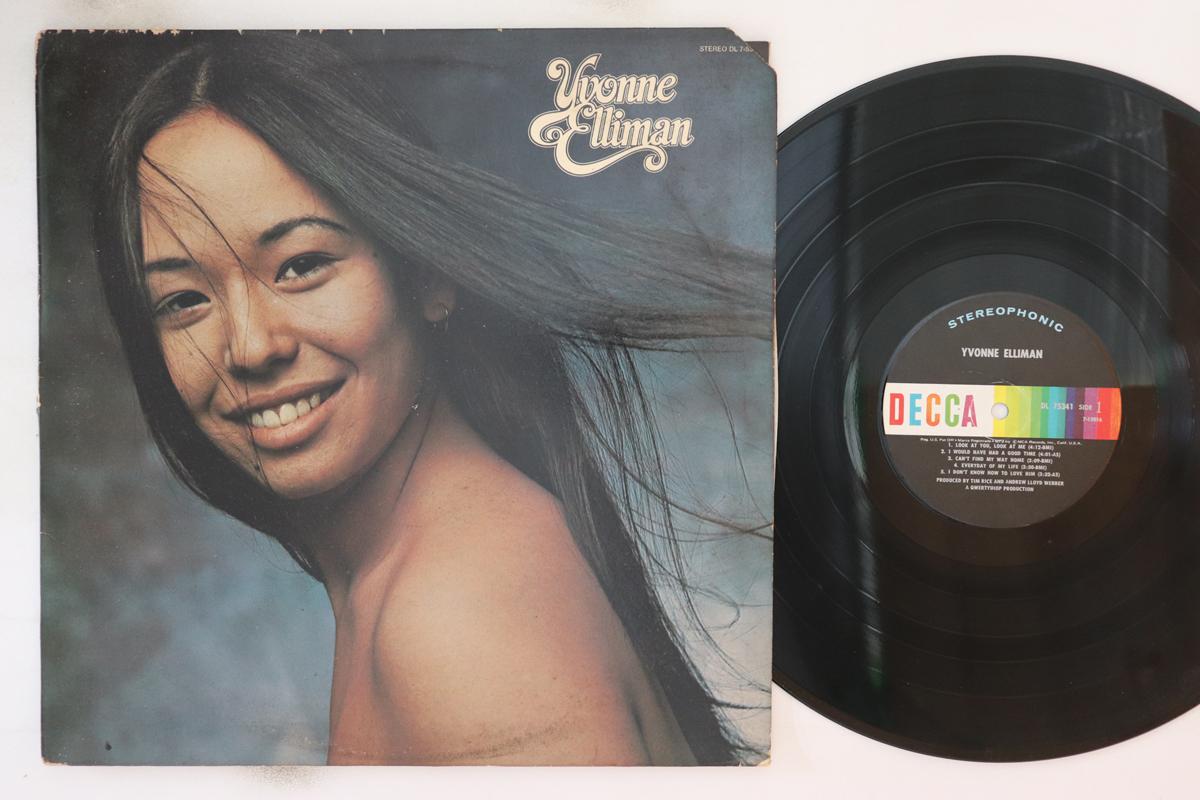 STEREO DL 7-53
Yvonne
Elliman
STEREOPHONIC
YVONNE ELLIMAN
DECCA
DL 75341 SIDE 1
1. LOOK AT YOU, LOOK AT ME (4:12-BMI)
2. I WOULD HAVE HAD A GOOD TIME (4:01-AS)
3. CAN'T FIND MY WAY HOME (3:09-BMI)
4. EVERYDAY OF MY LIFE (3:30-BMI)
5. I DON'T KNOW HOW TO LOVE HIM (3:25-AS)
PRODUCED BY TIM RICE AND ANDREW LLOYD WEBBER
A QWERTYUIOP PRODUCTION